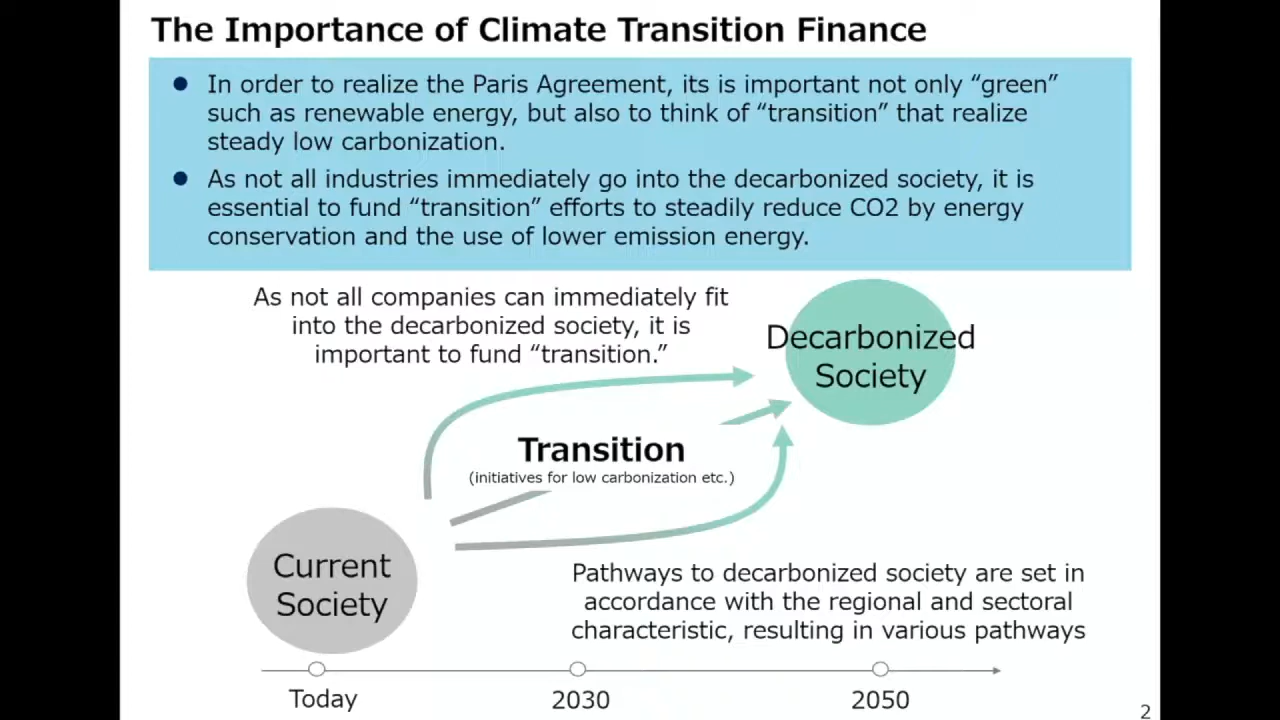 The Importance of Climate Transition Finance
● In order to realize the Paris Agreement, its is important not only “green”
such as renewable energy, but also to think of “transition” that realize
steady low carbonization.
● As not all industries immediately go into the decarbonized society, it is
essential to fund “transition” efforts to steadily reduce CO2 by energy
conservation and the use of lower emission energy.
As not all companies can immediately fit
into the decarbonized society, it is
important to fund “transition.”
Decarbonized
Society
Transition
(initiatives for low carbonization etc.)
Current
Society
Pathways to decarbonized society are set in
accordance with the regional and sectoral
characteristic, resulting in various pathways
Today
2030
2050
2